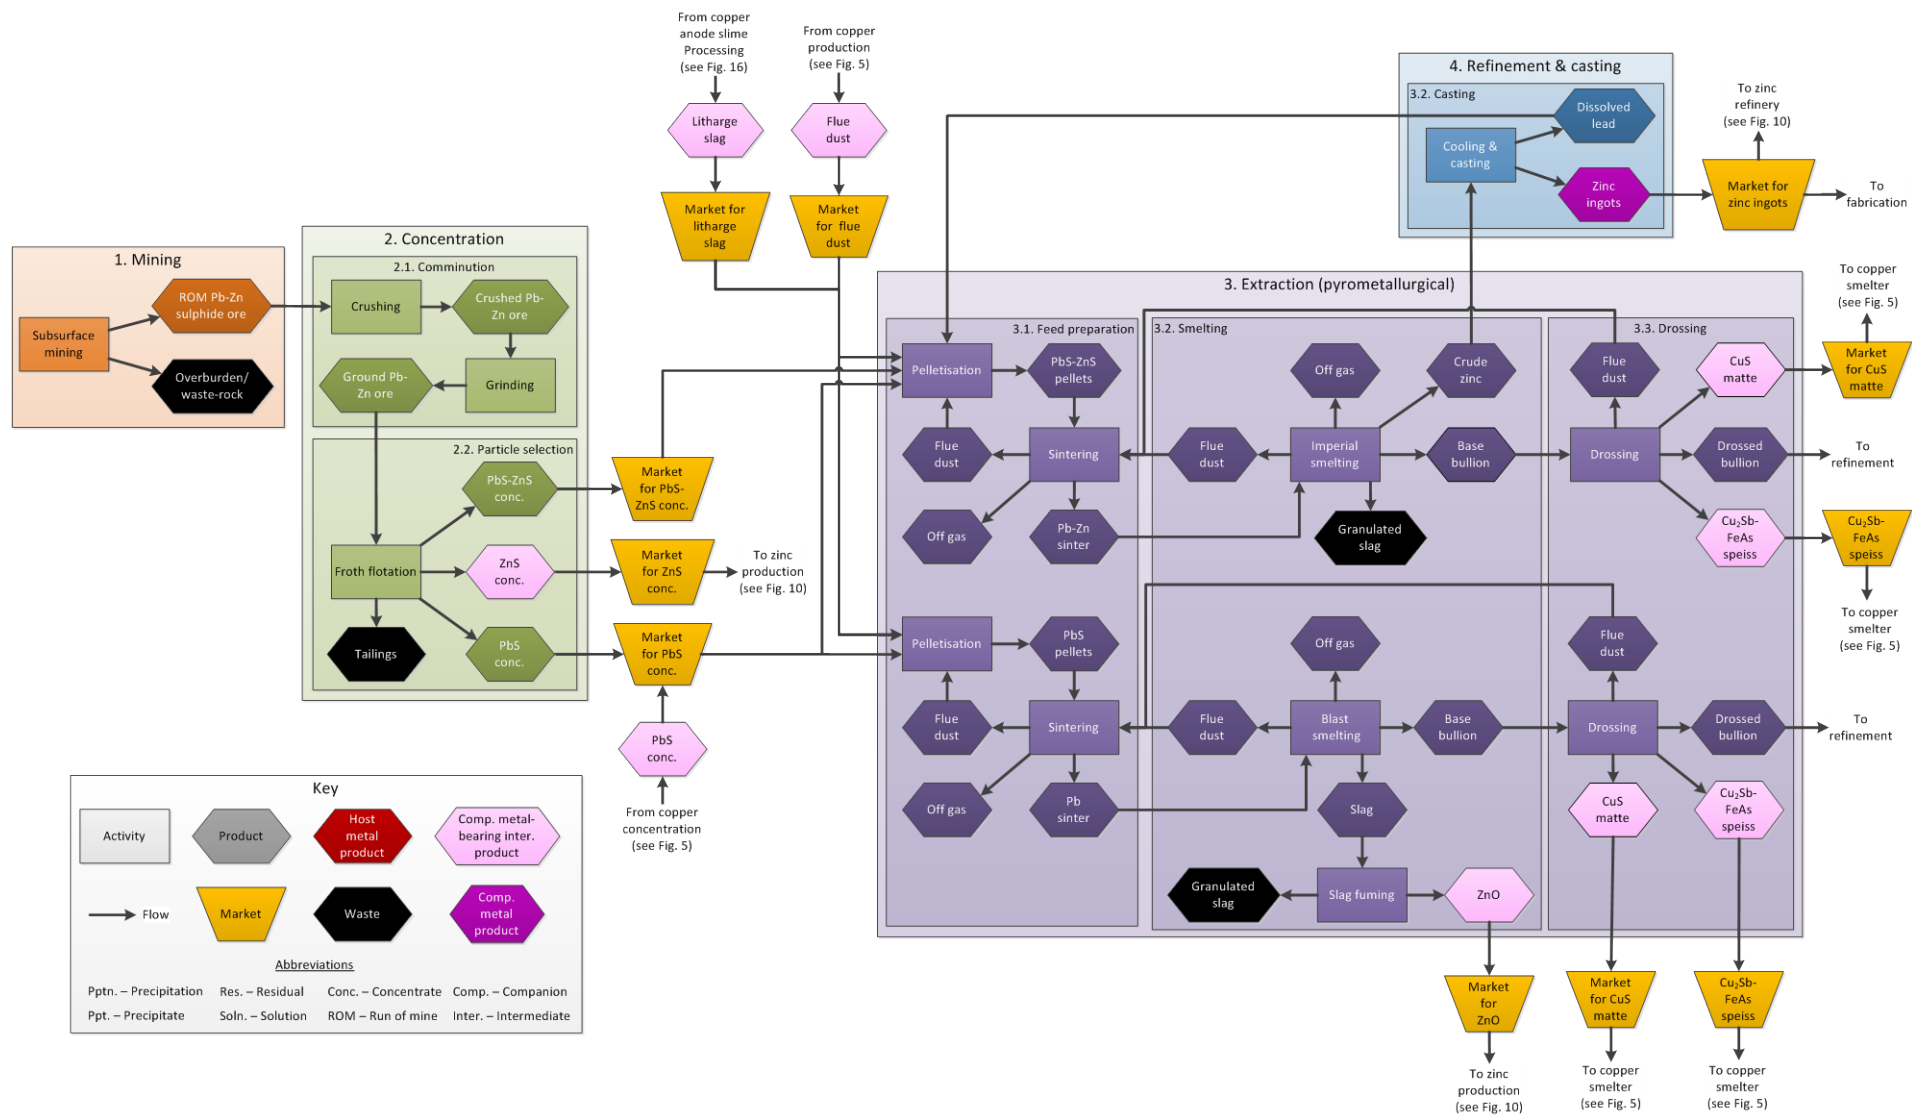 From copper
anode slime
Processing
(see Fig. 16)
From copper
production
(see Fig. 5)
Litharge
slag
Flue
dust
Market for
litharge
slag
Market
for  flue
dust
4. Refinement & casting
3.2. Casting
Dissolved
lead
Cooling &
casting
Zinc
ingots
To zinc
refinery
(see Fig. 10)
Market for
zinc ingots
To
fabrication
1. Mining
Subsurface
mining
ROM Pb-Zn
sulphide ore
Overburden/
waste-rock
2. Concentration
2.1. Comminution
Crushing
Crushed Pb-
Zn ore
Ground Pb-
Zn ore
Grinding
2.2. Particle selection
PbS-ZnS
conc.
Froth flotation
ZnS
conc.
Tailings
PbS
conc.
Market
for PbS-
ZnS conc.
Market
for ZnS
conc.
To zinc
production
(see Fig. 10)
Market
for PbS
conc.
PbS
conc.
From copper
concentration
(see Fig. 5)
3. Extraction (pyrometallurgical)
3.1. Feed preparation
Pelletisation
PbS-ZnS
pellets
Flue
dust
Sintering
Off gas
Pb-Zn
sinter
Pelletisation
PbS
pellets
Flue
dust
Sintering
Off gas
Pb
sinter
3.2. Smelting
Off gas
Crude
zinc
Flue
dust
Imperial
smelting
Base
bullion
Granulated
slag
Off gas
Flue
dust
Blast
smelting
Base
bullion
Slag
Granulated
slag
Slag fuming
ZnO
3.3. Drossing
Flue
dust
CuS
matte
Drossing
Drossed
bullion
Cu₂Sb-
FeAs
speiss
Flue
dust
Drossing
Drossed
bullion
CuS
matte
Cu₂Sb-
FeAs
speiss
To copper
smelter
(see Fig. 5)
Market
for CuS
matte
To
refinement
Cu₂Sb-
FeAs
speiss
To copper
smelter
(see Fig. 5)
To
refinement
Market
for
ZnO
To zinc
production
(see Fig. 10)
Market
for CuS
matte
To copper
smelter
(see Fig. 5)
Cu₂Sb-
FeAs
speiss
To copper
smelter
(see Fig. 5)
Key
Activity
Product
Host
metal
product
Comp. metal-
bearing inter.
product
Flow
Market
Waste
Comp.
metal
product
Abbreviations
Pptn. – Precipitation
Res. – Residual
Conc. – Concentrate
Comp. – Companion
Ppt. – Precipitate
Soln. – Solution
ROM – Run of mine
Inter. – Intermediate